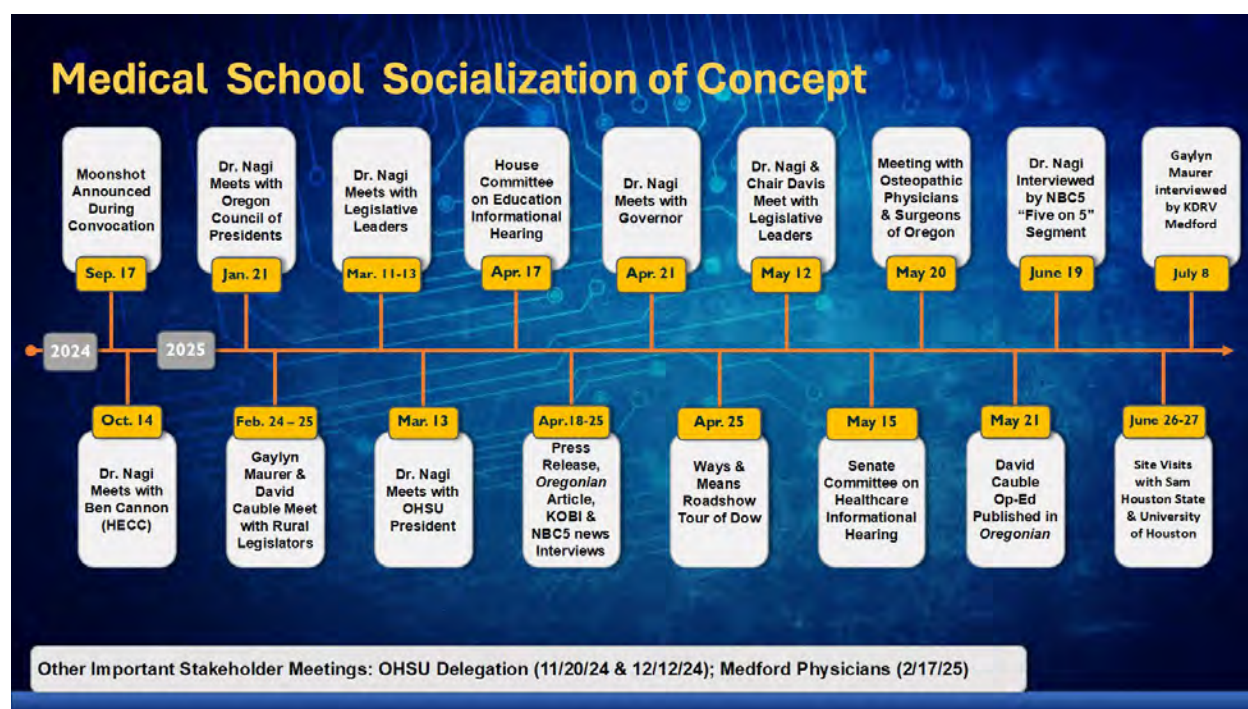 Medical School Socialization of Concept
Moonshot
Announced
During
Convocation
Sep. 17
Dr. Nagi
Meets with
Oregon
Council of
Presidents
Jan. 21
Dr. Nagi
Meets with
Legislative
Leaders
Mar. 11-13
House
Committee
on Education
Informational
Hearing
Apr. 17
Dr. Nagi
Meets with
Governor
Apr. 21
Dr. Nagi &
Chair Davis
Meet with
Legislative
Leaders
May 12
Meeting with
Osteopathic
Physicians
& Surgeons
of Oregon
May 20
Dr. Nagi
Interviewed
by NBC5
"Five on 5"
Segment
June 19
Gaylyn
Maurer
interviewed
by KDRV
Medford
July 8
2024
2025
Oct. 14
Dr. Nagi
Meets with
Ben Cannon
(HECC)
Feb. 24 – 25
Gaylyn
Maurer &
David
Cauble Meet
with Rural
Legislators
Mar. 13
Dr. Nagi
Meets with
OHSU
President
Apr.18-25
Press
Release,
Oregonian
Article,
KOBI &
NBC5 news
Interviews
Apr. 25
Ways &
Means
Roadshow
Tour of Dow
May 15
Senate
Committee on
Healthcare
Informational
Hearing
May 21
David
Cauble
Op-Ed
Published in
Oregonian
June 26-27
Site Visits
with Sam
Houston State
& University
of Houston
Other Important Stakeholder Meetings: OHSU Delegation (11/20/24 & 12/12/24); Medford Physicians (2/17/25)